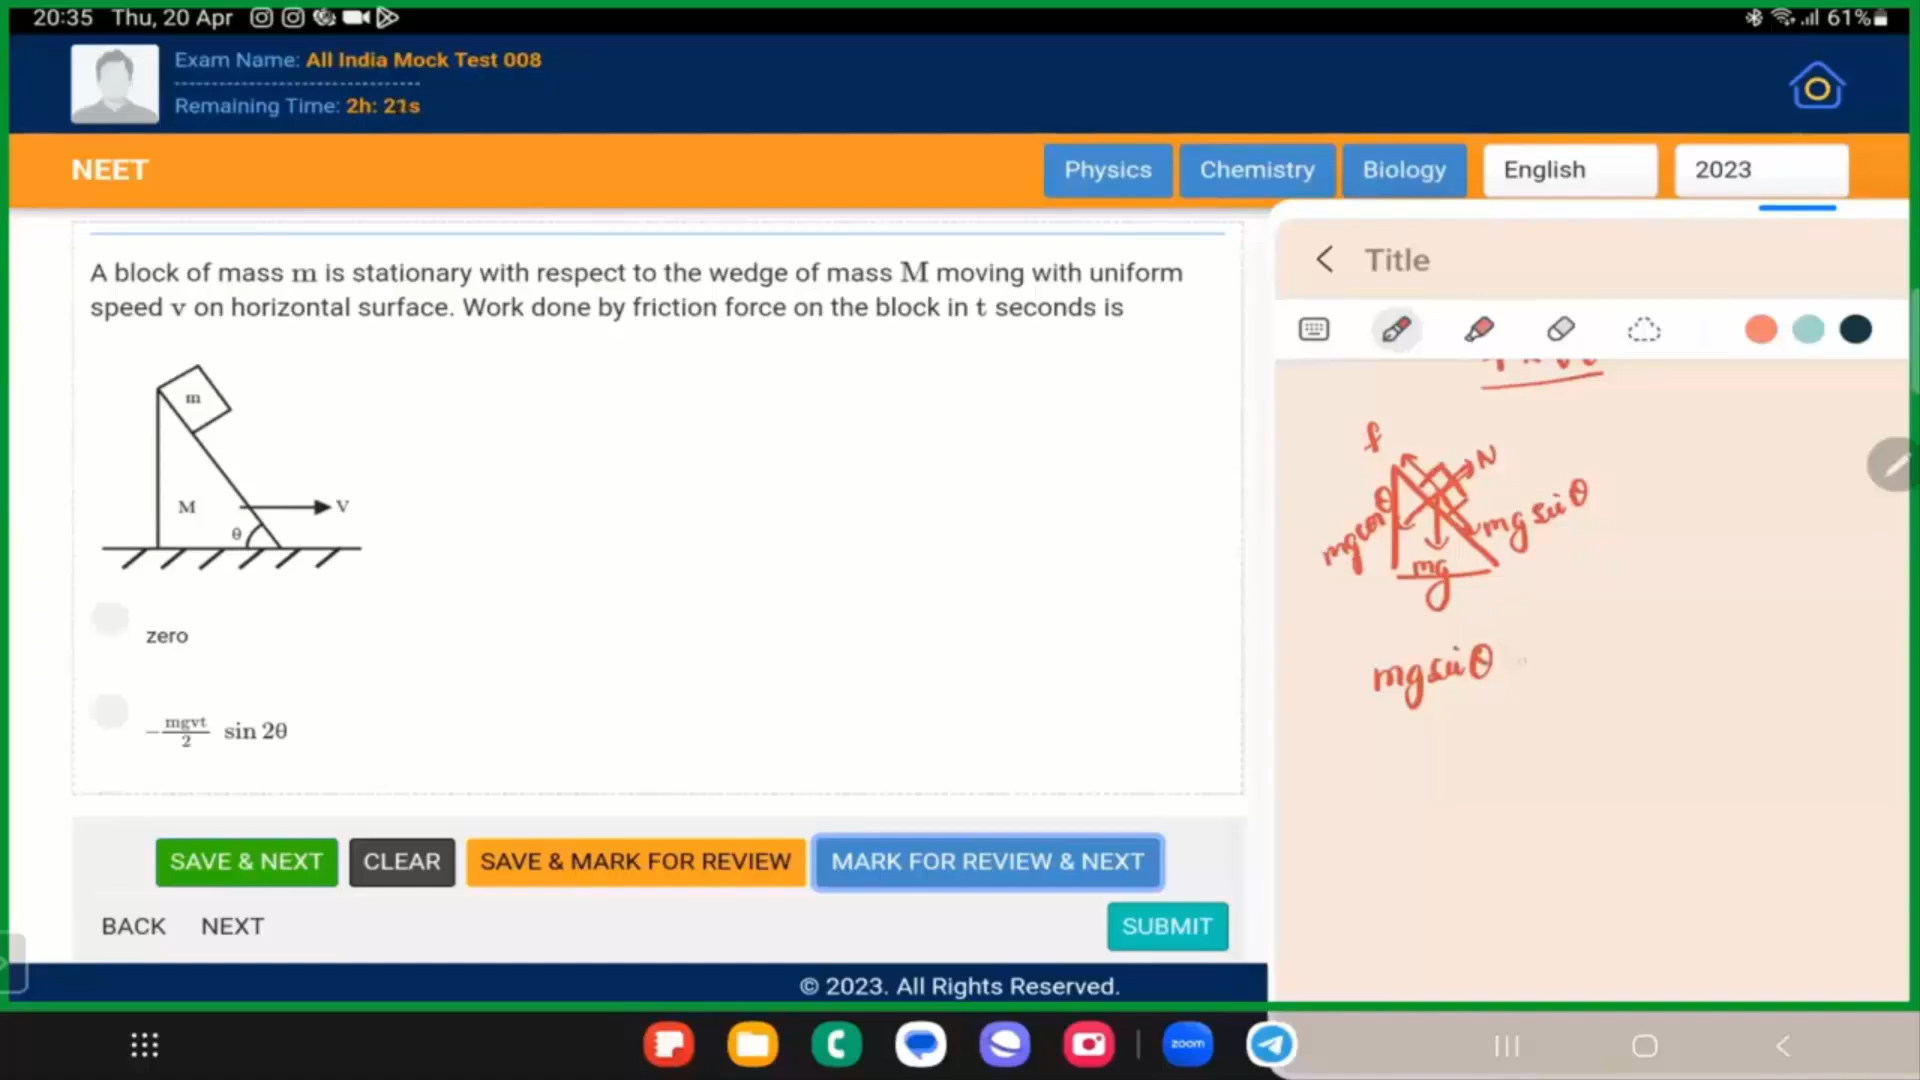 20:35 Thu, 20 Apr
61%
Exam Name: All India Mock Test 008
Remaining Time: 2h: 21s
NEET
Physics
Chemistry
Biology
English
2023
A block of mass m is stationary with respect to the wedge of mass M moving with uniform
speed v on horizontal surface. Work done by friction force on the block in t seconds is
m
M
V
θ
zero
-mgvt/2 sin 2θ
SAVE & NEXT
CLEAR
SAVE & MARK FOR REVIEW
MARK FOR REVIEW & NEXT
BACK
NEXT
SUBMIT
© 2023. All Rights Reserved.
Title
f
N
mg cos θ
mg sin θ
mg
mg sin θ
zoom